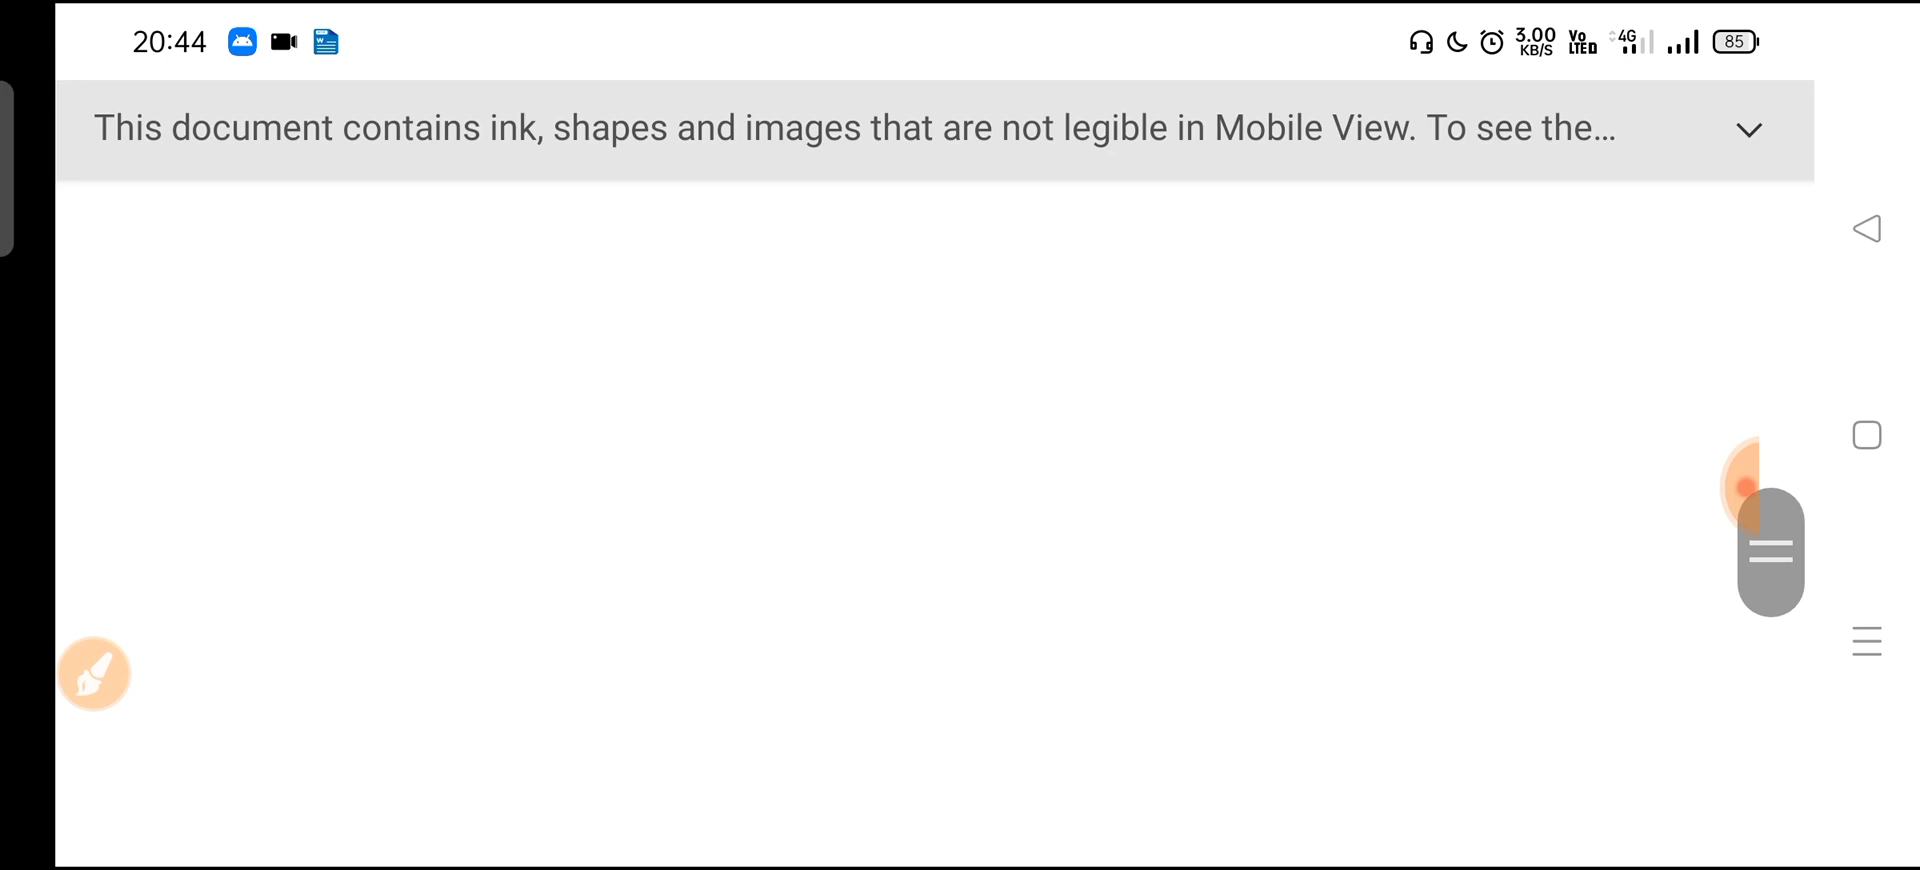 20:44
3.00
KB/S
Vo
LTE
4G
85
This document contains ink, shapes and images that are not legible in Mobile View. To see the...